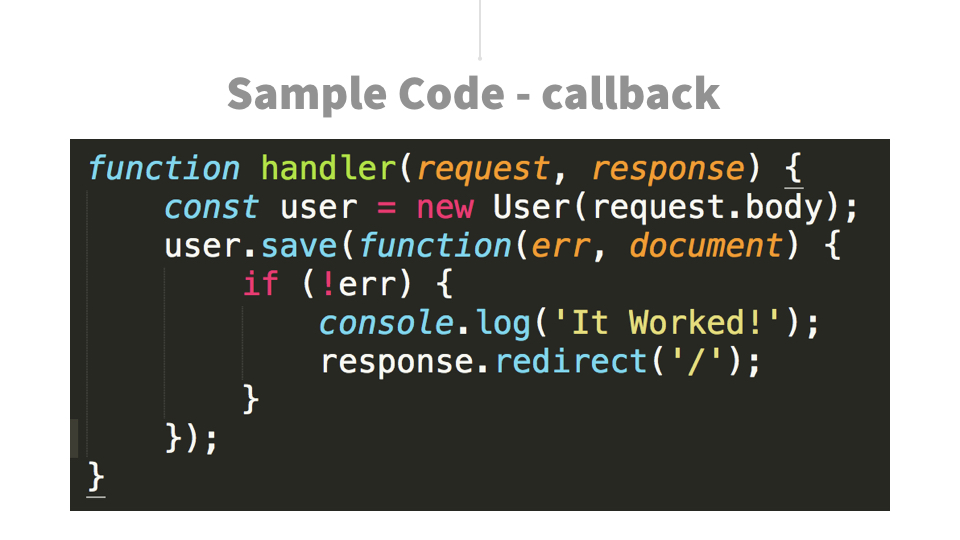 Sample Code - callback
function handler(request, response) {
    const user = new User(request.body);
    user.save(function(err, document) {
        if (!err) {
            console.log('It Worked!');
            response.redirect('/');
        }
    });
}